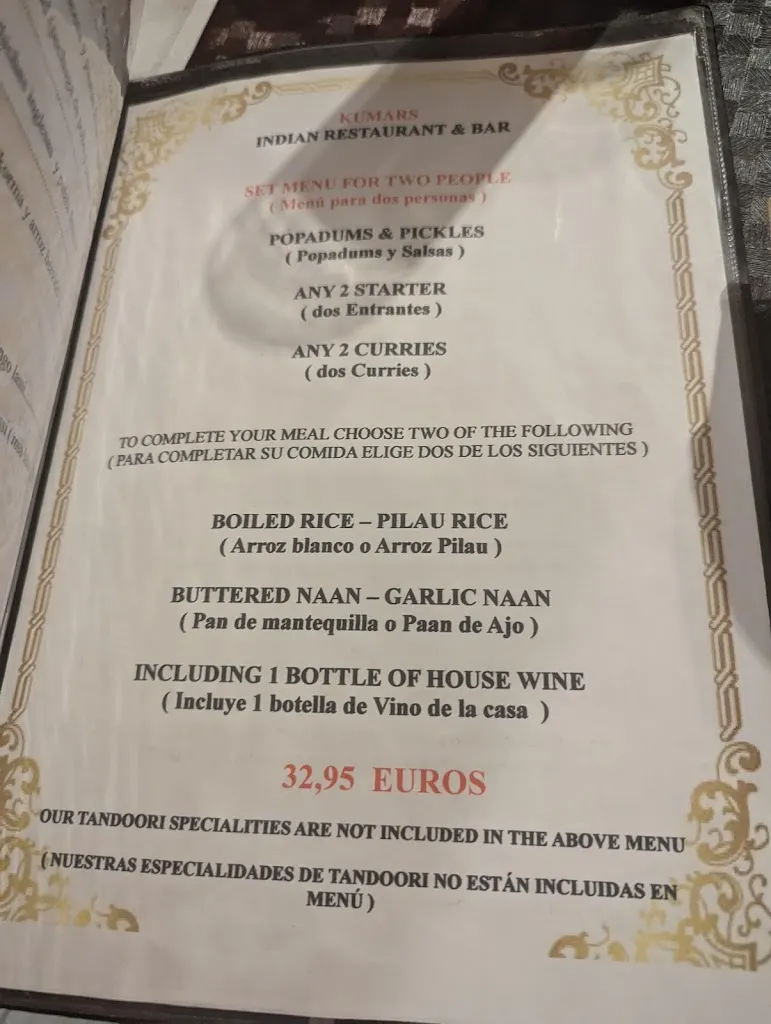 KUMARS
INDIAN RESTAURANT & BAR
SET MENU FOR TWO PEOPLE
( Menú para dos personas )
POPADUMS & PICKLES
( Popadums y Salsas )
ANY 2 STARTER
( dos Entrantes )
ANY 2 CURRIES
( dos Curries )
TO COMPLETE YOUR MEAL CHOOSE TWO OF THE FOLLOWING
( PARA COMPLETAR SU COMIDA ELIGE DOS DE LOS SIGUIENTES )
BOILED RICE – PILAU RICE
( Arroz blanco o Arroz Pilau )
BUTTERED NAAN – GARLIC NAAN
( Pan de mantequilla o Paan de Ajo )
INCLUDING 1 BOTTLE OF HOUSE WINE
( Incluye 1 botella de Vino de la casa )
32,95 EUROS
OUR TANDOORI SPECIALITIES ARE NOT INCLUDED IN THE ABOVE MENU
( NUESTRAS ESPECIALIDADES DE TANDOORI NO ESTÁN INCLUIDAS EN
MENÚ )